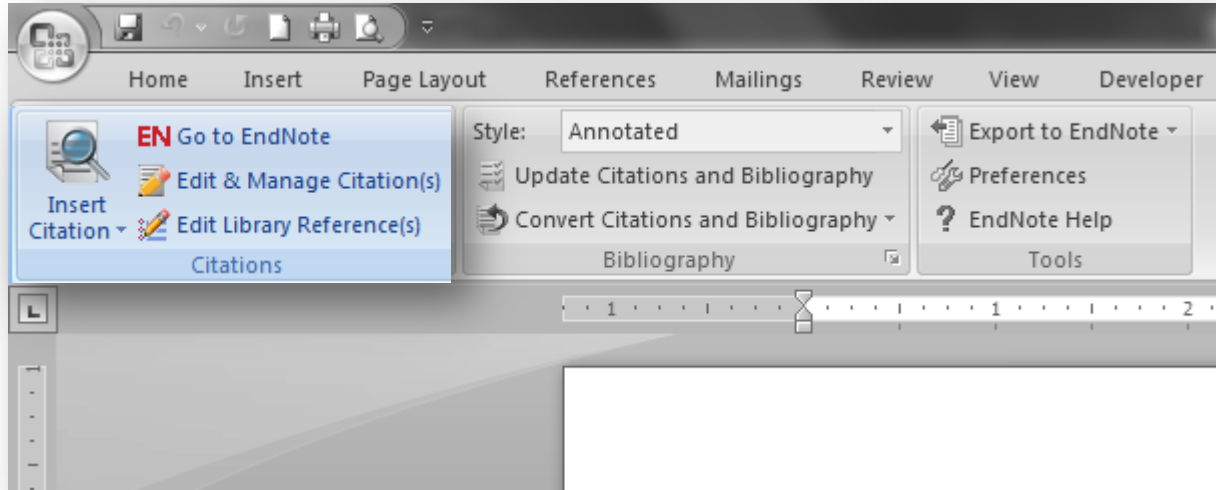 Home Insert Page Layout References Mailings Review View Developer
EN Go to EndNote
Edit & Manage Citation(s)
Edit Library Reference(s)
Insert
Citation
Citations
Style: Annotated
Update Citations and Bibliography
Convert Citations and Bibliography
Bibliography
Export to EndNote
Preferences
? EndNote Help
Tools
L
1 1 2
1